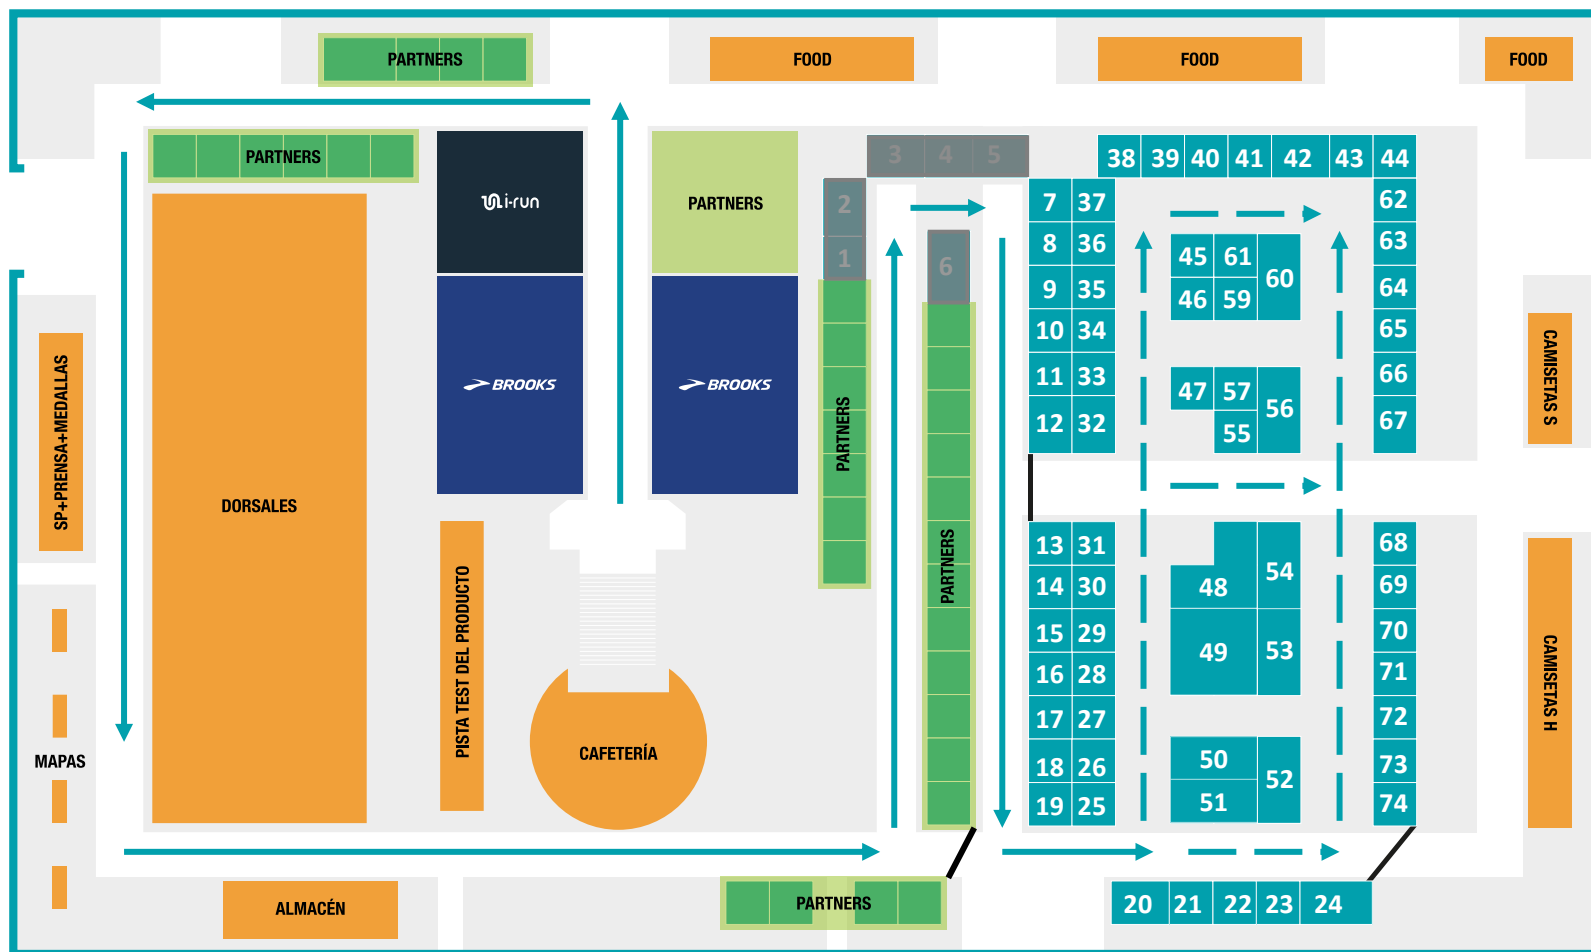 PARTNERS
FOOD
FOOD
FOOD
PARTNERS
i-run
PARTNERS
3 4 5
38 39 40 41 42 43 44
2
1
6
7 37
8 36
9 35
10 34
11 33
12 32
45 61 60
46 59
47 57 56
55
62
63
64
65
66
67
SP+PRENSA+MEDALLAS
DORSALES
BROOKS
BROOKS
PARTNERS
PARTNERS
CAMISETAS S
13 31
14 30
15 29
16 28
17 27
18 26
19 25
48 54
49 53
50 52
51
68
69
70
71
72
73
74
CAMISETAS H
MAPAS
PISTA TEST DEL PRODUCTO
CAFETERÍA
ALMACÉN
PARTNERS
20 21 22 23 24